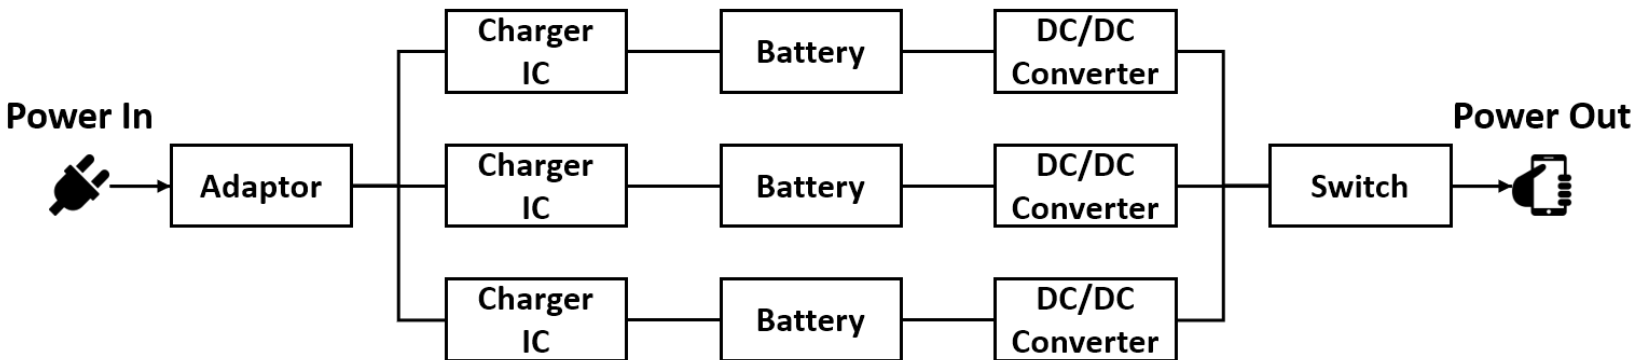 Charger
IC
Battery
DC/DC
Converter
Power In
Adaptor
Charger
IC
Battery
DC/DC
Converter
Switch
Power Out
Charger
IC
Battery
DC/DC
Converter